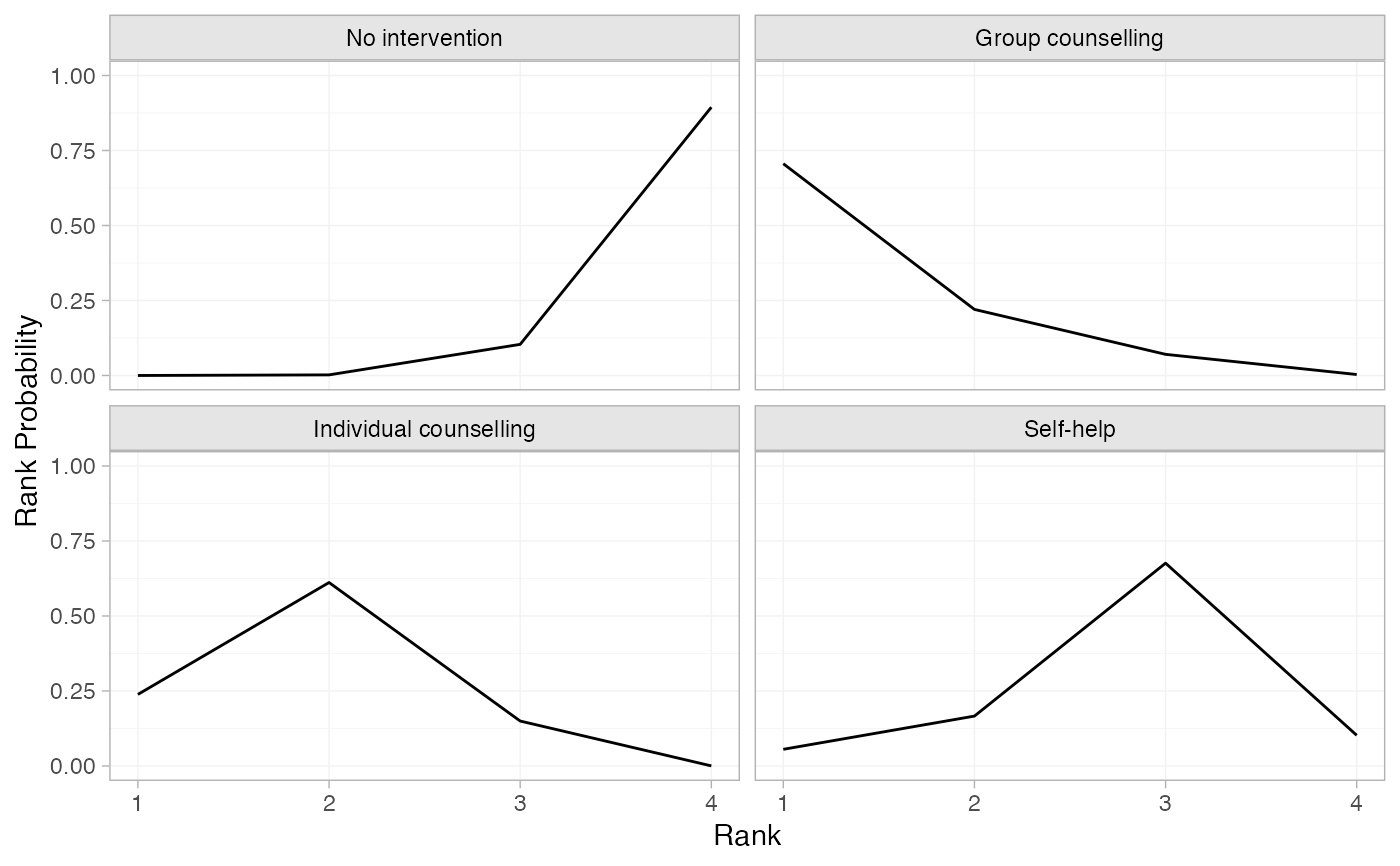 No intervention
Group counselling
1.00
0.75
0.50
0.25
0.00
Individual counselling
Self-help
1.00
0.75
0.50
0.25
0.00
1 2 3 4 1 2 3 4
Rank
Rank Probability